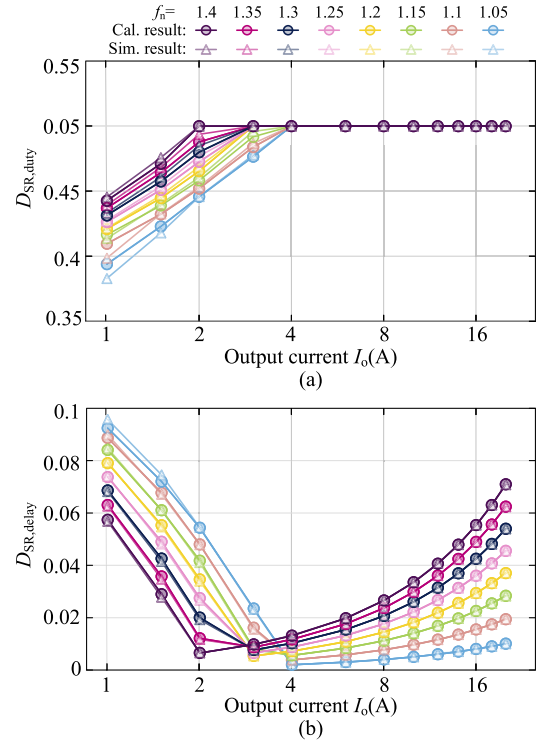 fn= 1.4 1.35 1.3 1.25 1.2 1.15 1.1 1.05
Cal. result:
Sim. result:
0.55
0.05
0.45
0.4
0.35
DSR,duty
1 2 4 8 16
Output current Io(A)
(a)
0.1
0.08
0.06
0.04
0.02
0
DSR,delay
1 2 4 8 16
Output current Io(A)
(b)